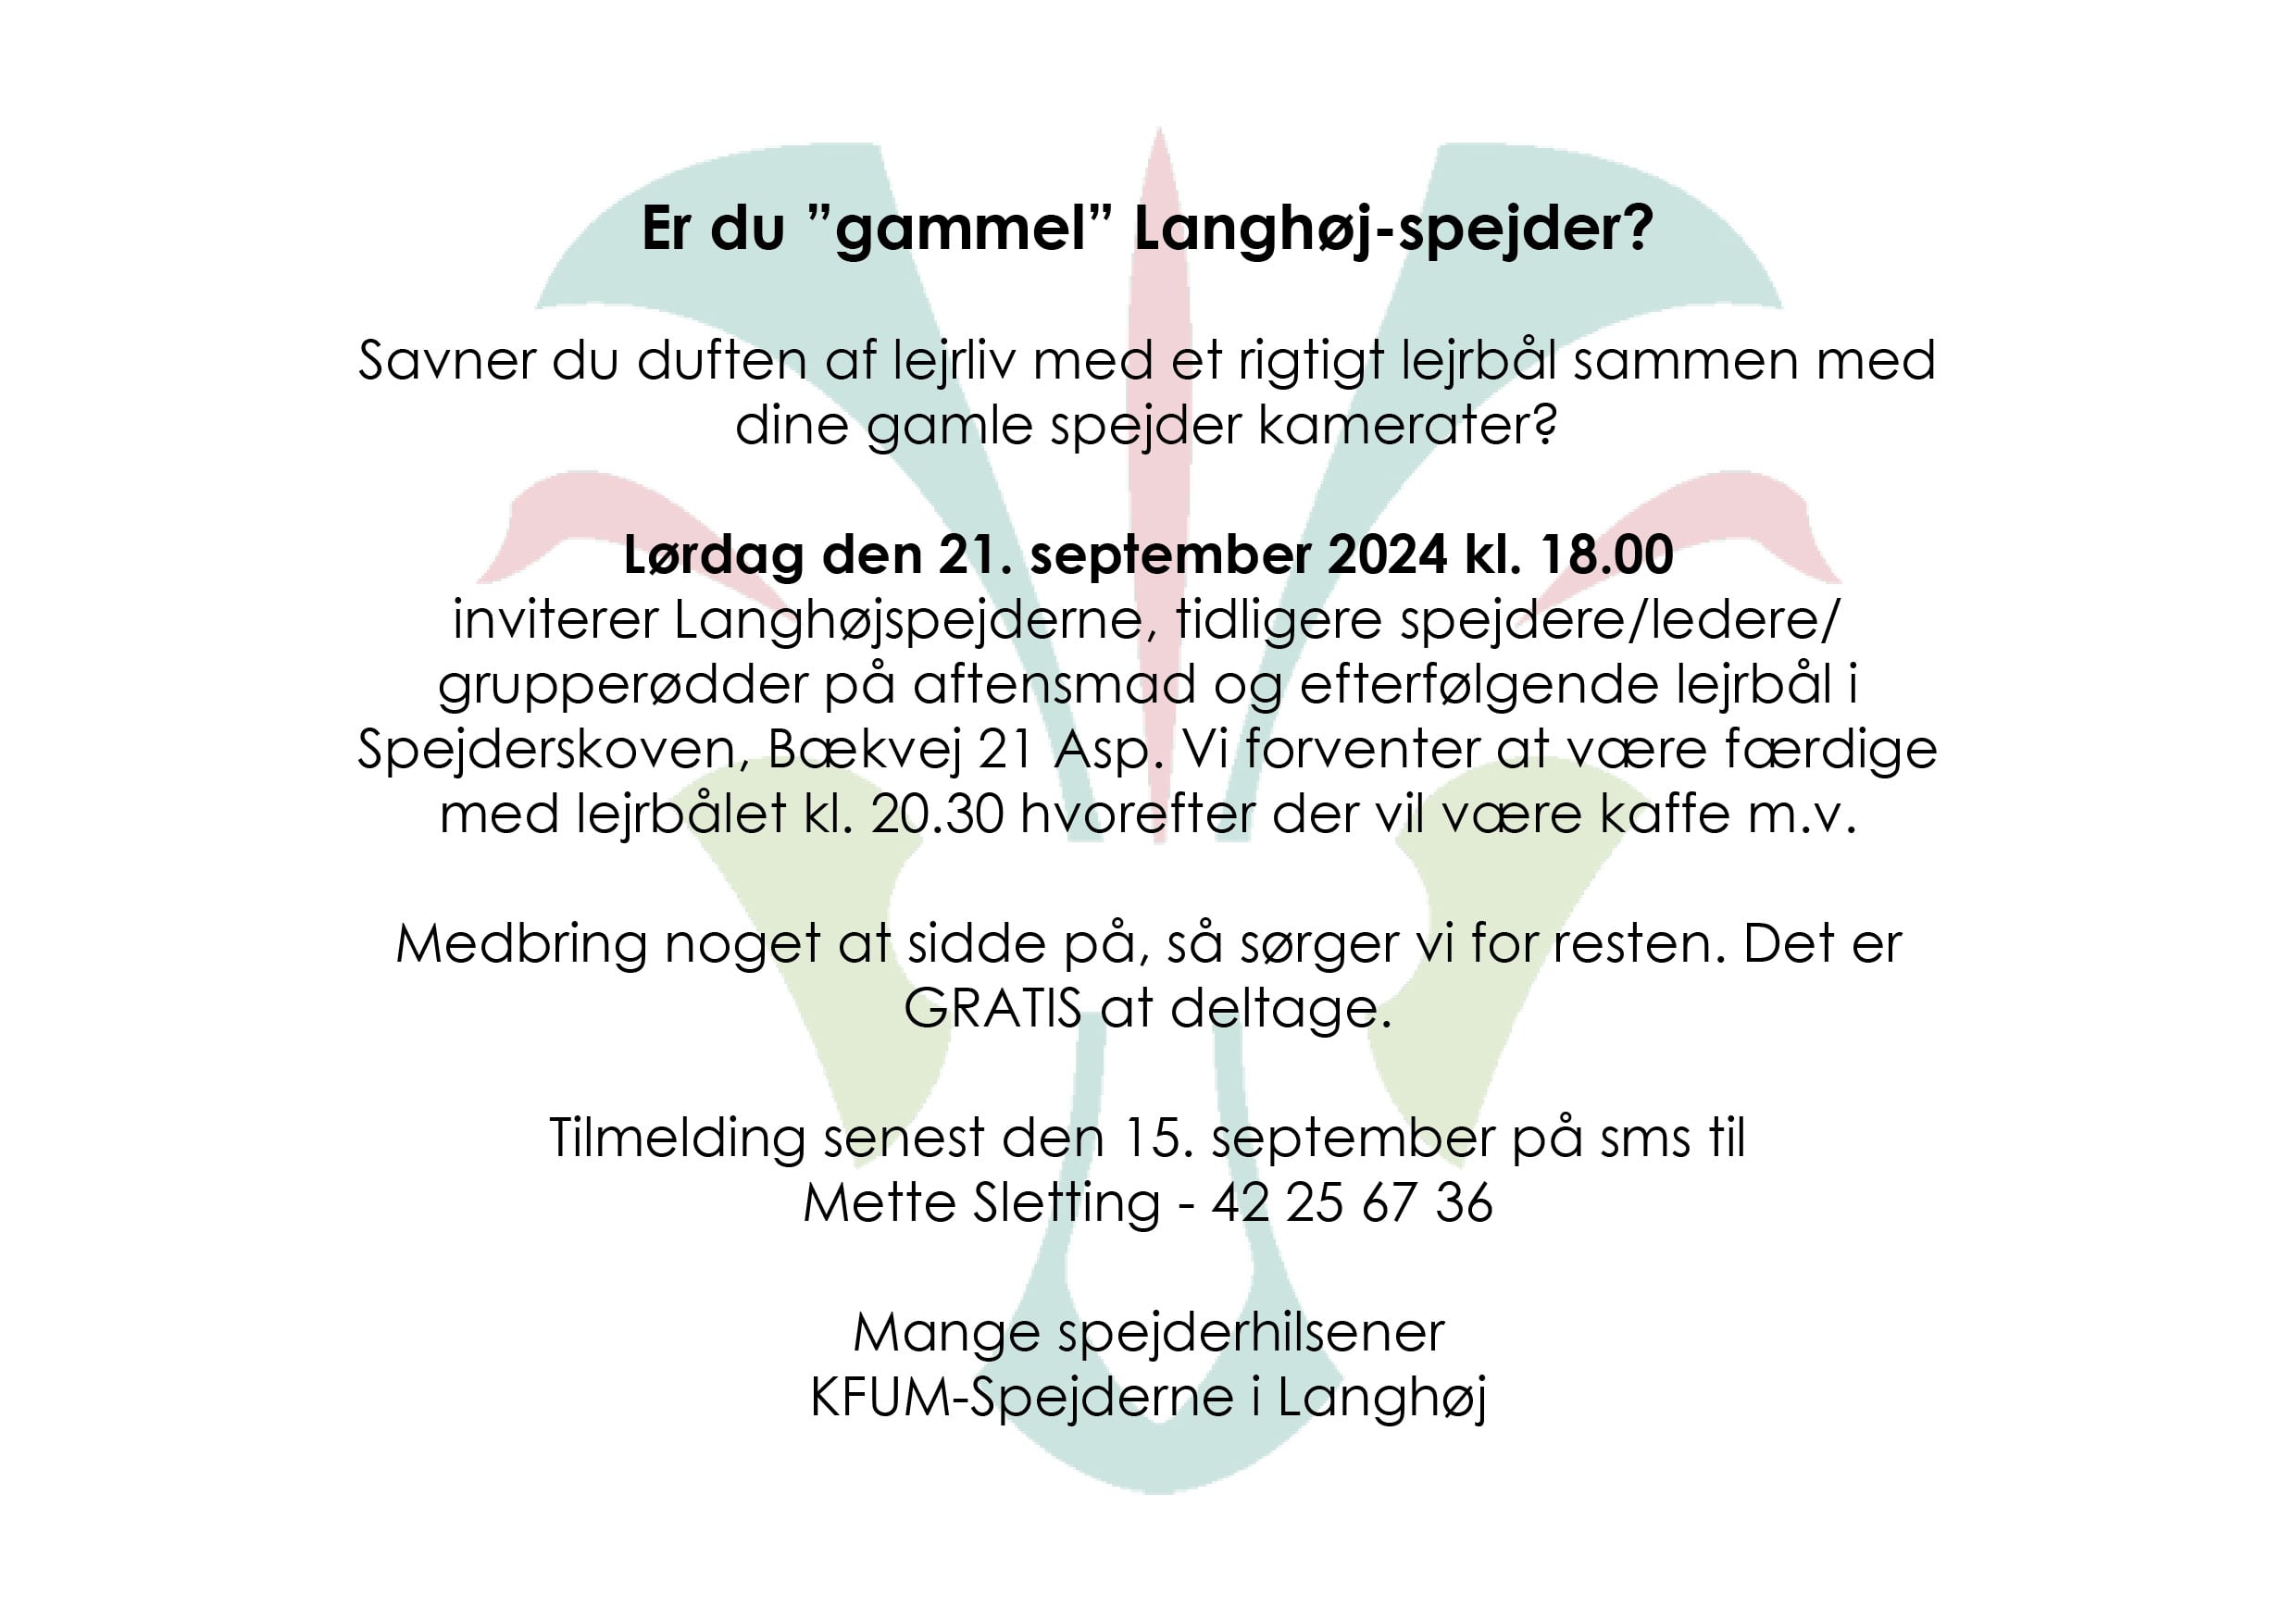 Er du ”gammel” Langhøj-spejder?
Savner du duften af lejrliv med et rigtigt lejrbål sammen med
dine gamle spejder kamerater?
Lørdag den 21. september 2024 kl. 18.00
inviterer Langhøjspejderne, tidligere spejdere/ledere/
grupperødder på aftensmad og efterfølgende lejrbål i
Spejderskoven, Bækvej 21 Asp. Vi forventer at være færdige
med lejrbålet kl. 20.30 hvorefter der vil være kaffe m.v.
Medbring noget at sidde på, så sørger vi for resten. Det er
GRATIS at deltage.
Tilmelding senest den 15. september på sms til
Mette Sletting - 42 25 67 36
Mange spejderhilsener
KFUM-Spejderne i Langhøj